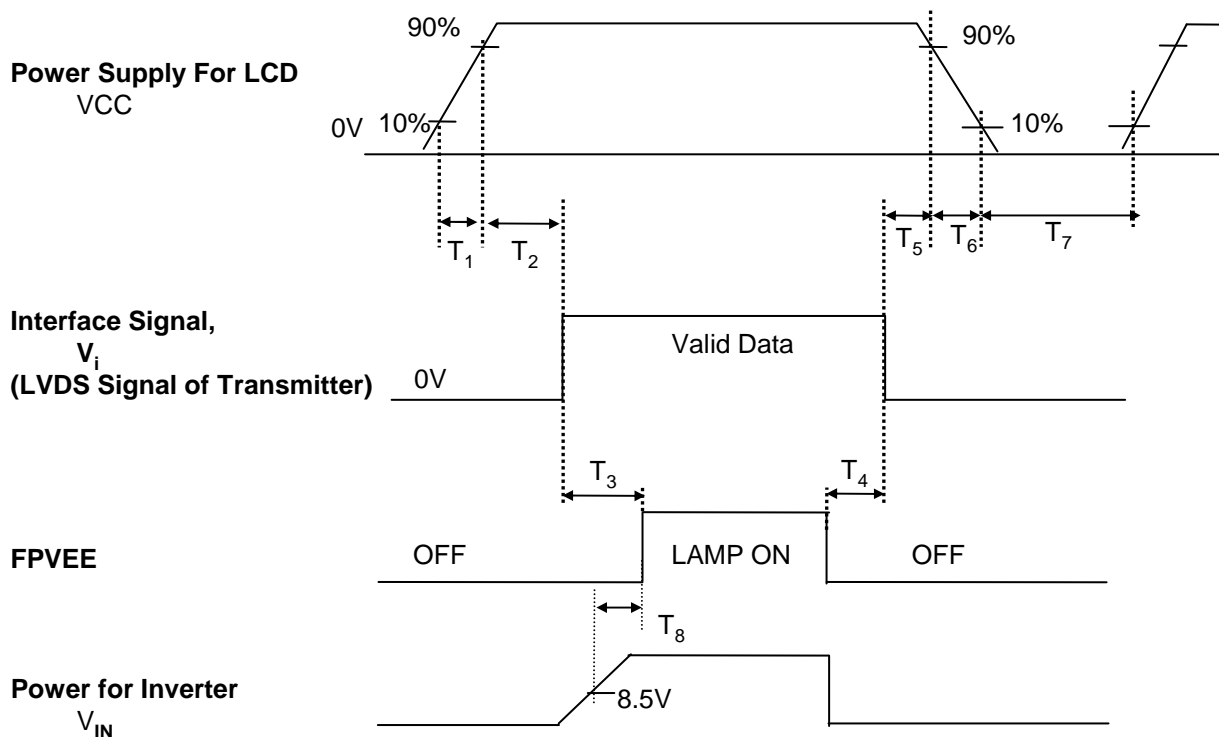 90%
90%
Power Supply For LCD
VCC
0V 10%
10%
T1
T2
T5
T6
T7
Interface Signal,
Vi
(LVDS Signal of Transmitter)
0V
Valid Data
T3
T4
FPVEE
OFF
LAMP ON
OFF
T8
Power for Inverter
VIN
8.5V